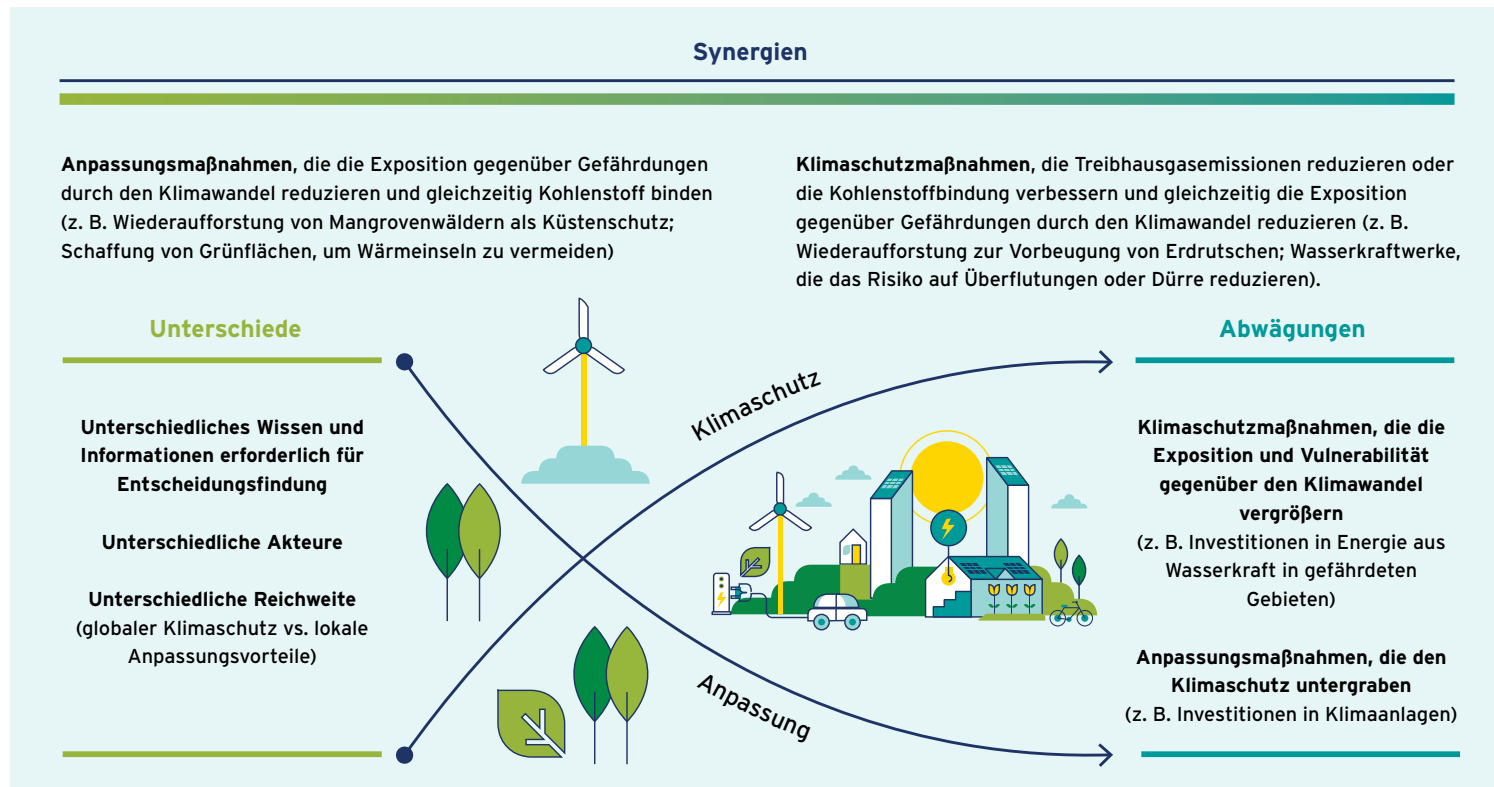 Synergien
Anpassungsmaßnahmen, die die Exposition gegenüber Gefährdungen
durch den Klimawandel reduzieren und gleichzeitig Kohlenstoff binden
(z. B. Wiederaufforstung von Mangrovenwäldern als Küstenschutz;
Schaffung von Grünflächen, um Wärmeinseln zu vermeiden)
Klimaschutzmaßnahmen, die Treibhausgasemissionen reduzieren oder
die Kohlenstoffbindung verbessern und gleichzeitig die Exposition
gegenüber Gefährdungen durch den Klimawandel reduzieren (z. B.
Wiederaufforstung zur Vorbeugung von Erdrutschen; Wasserkraftwerke,
die das Risiko auf Überflutungen oder Dürre reduzieren).
Unterschiede
Unterschiedliches Wissen und
Informationen erforderlich für
Entscheidungsfindung
Unterschiedliche Akteure
Unterschiedliche Reichweite
(globaler Klimaschutz vs. lokale
Anpassungsvorteile)
Klimaschutz
Anpassung
Abwägungen
Klimaschutzmaßnahmen, die die
Exposition und Vulnerabilität
gegenüber den Klimawandel
vergrößern
(z. B. Investitionen in Energie aus
Wasserkraft in gefährdeten
Gebieten)
Anpassungsmaßnahmen, die den
Klimaschutz untergraben
(z. B. Investitionen in Klimaanlagen)